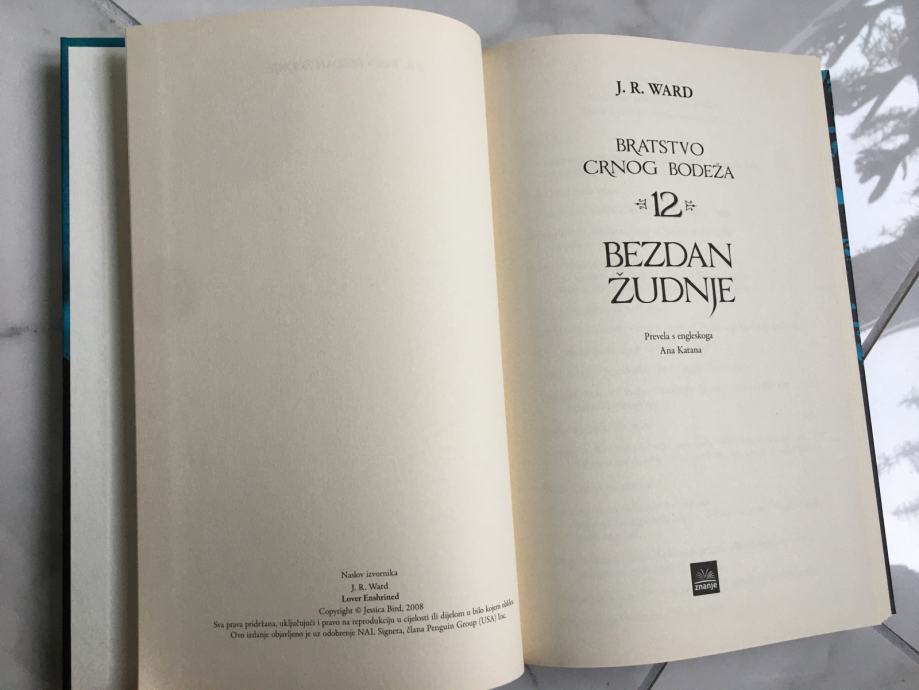 Naslov izvornika
J. R. Ward
Lover Enshrined
Copyright © Jessica Bird, 2008
Sva prava pridržana, uključujući i pravo na reprodukciju u cijelosti ili dijelom u bilo kojem obliku.
Ovo izdanje objavljeno je uz odobrenje NAL Signeta, člana Penguin Group (USA) Inc.
J. R. WARD
BRATSTVO
CRNOG BODEŽA
12
BEZDAN
ŽUDNJE
Prevela s engleskoga
Ana Katana
znanje